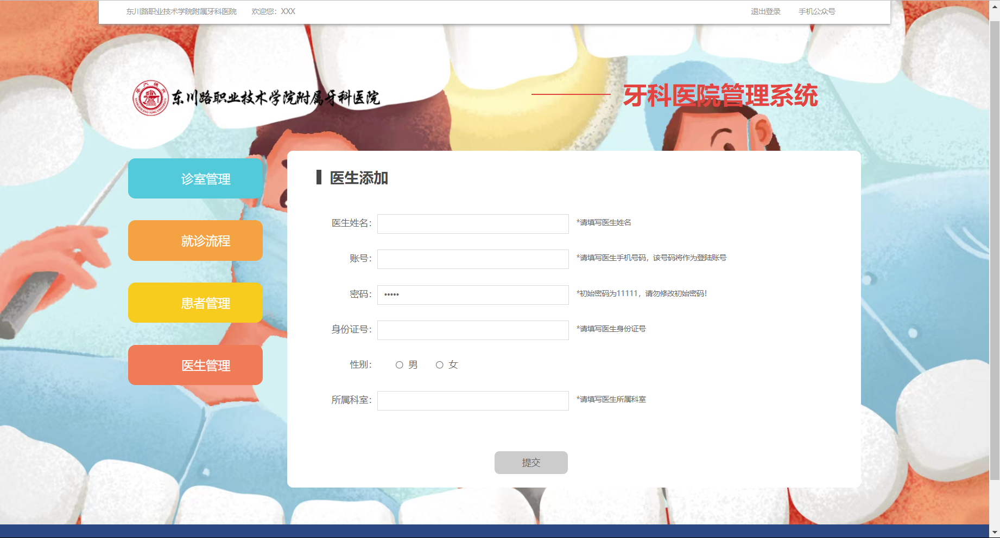 东川路职业技术学院附属牙科医院 欢迎您：XXX 退出登录 手机公众号
东川路职业技术学院附属牙科医院
牙科医院管理系统
诊室管理
就诊流程
患者管理
医生管理
医生添加
医生姓名： *请填写医生姓名
账号： *请填写医生手机号码，该号码将作为登陆账号
密码： ••••• *初始密码为11111，请勿修改初始密码！
身份证号： *请填写医生身份证号
性别： 男 女
所属科室： *请填写医生所属科室
提交